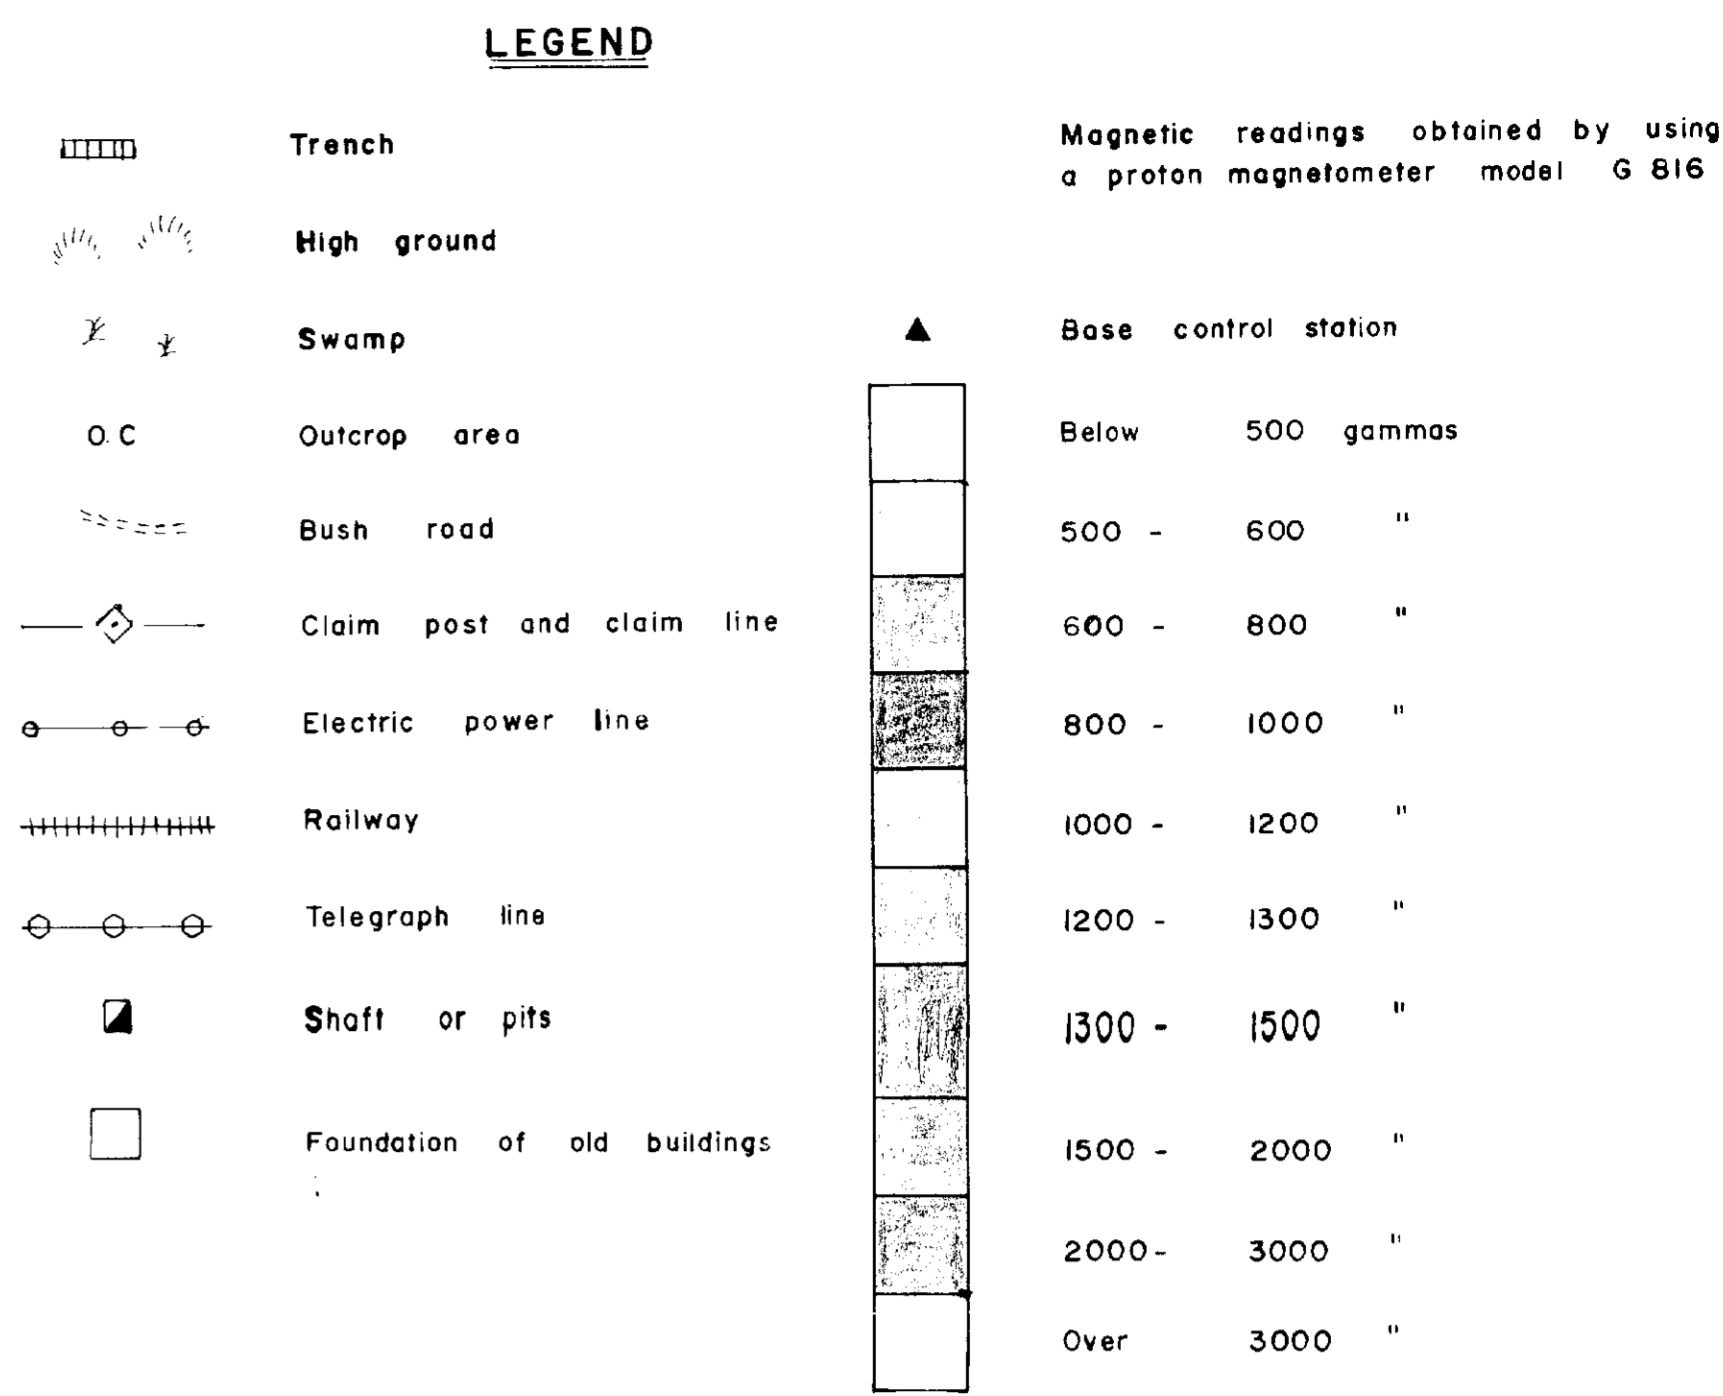 LEGEND
Trench
High ground
Swamp
O.C Outcrop area
Bush road
Claim post and claim line
Electric power line
Railway
Telegraph line
Shaft or pits
Foundation of old buildings
Magnetic readings obtained by using
a proton magnetometer model G 816
Base control station
Below 500 gammas
500 - 600 "
600 - 800 "
800 - 1000 "
1000 - 1200 "
1200 - 1300 "
1300 - 1500 "
1500 - 2000 "
2000 - 3000 "
Over 3000 "